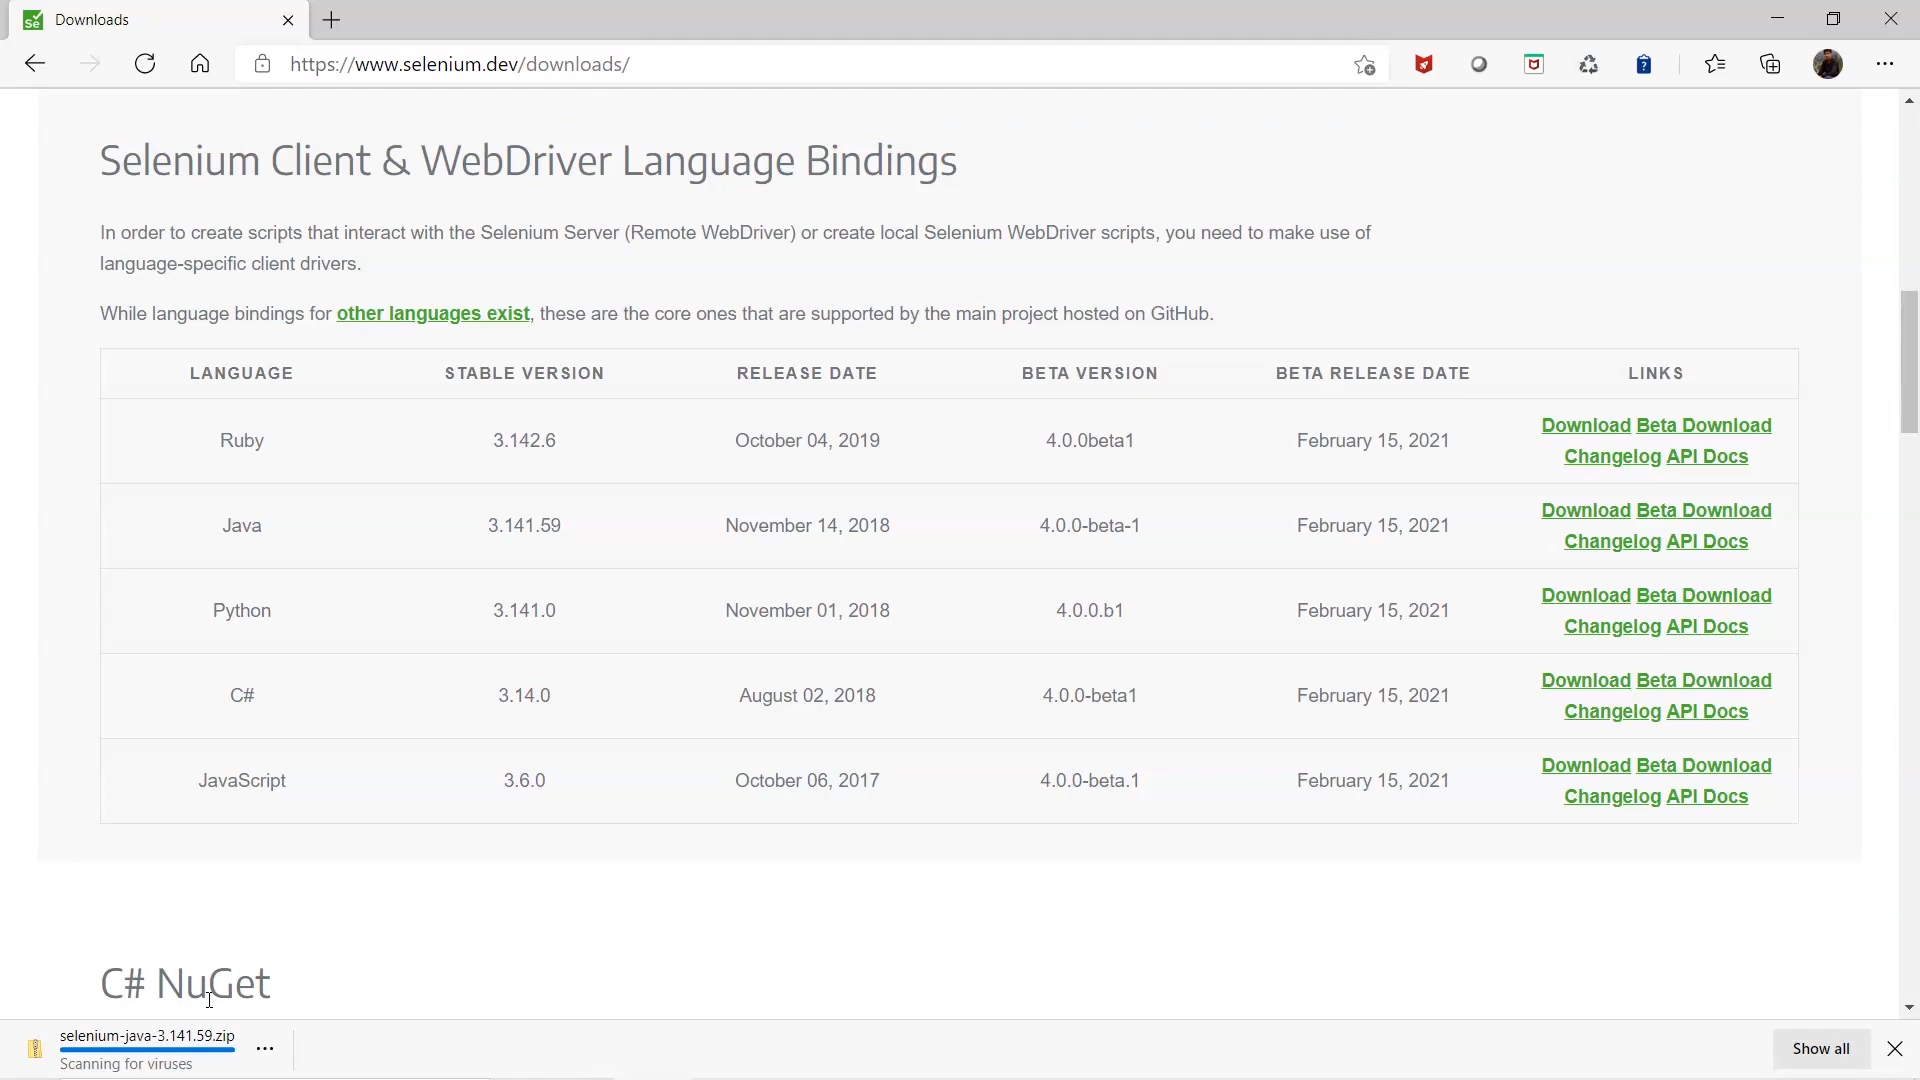 Se Downloads
https://www.selenium.dev/downloads/
Selenium Client & WebDriver Language Bindings
In order to create scripts that interact with the Selenium Server (Remote WebDriver) or create local Selenium WebDriver scripts, you need to make use of
language-specific client drivers.
While language bindings for other languages exist, these are the core ones that are supported by the main project hosted on GitHub.
LANGUAGE STABLE VERSION RELEASE DATE BETA VERSION BETA RELEASE DATE LINKS
Ruby 3.142.6 October 04, 2019 4.0.0beta1 February 15, 2021 Download Beta Download
Changelog API Docs
Java 3.141.59 November 14, 2018 4.0.0-beta-1 February 15, 2021 Download Beta Download
Changelog API Docs
Python 3.141.0 November 01, 2018 4.0.0.b1 February 15, 2021 Download Beta Download
Changelog API Docs
C# 3.14.0 August 02, 2018 4.0.0-beta1 February 15, 2021 Download Beta Download
Changelog API Docs
JavaScript 3.6.0 October 06, 2017 4.0.0-beta.1 February 15, 2021 Download Beta Download
Changelog API Docs
C# NuGet
selenium-java-3.141.59.zip
Scanning for viruses
Show all